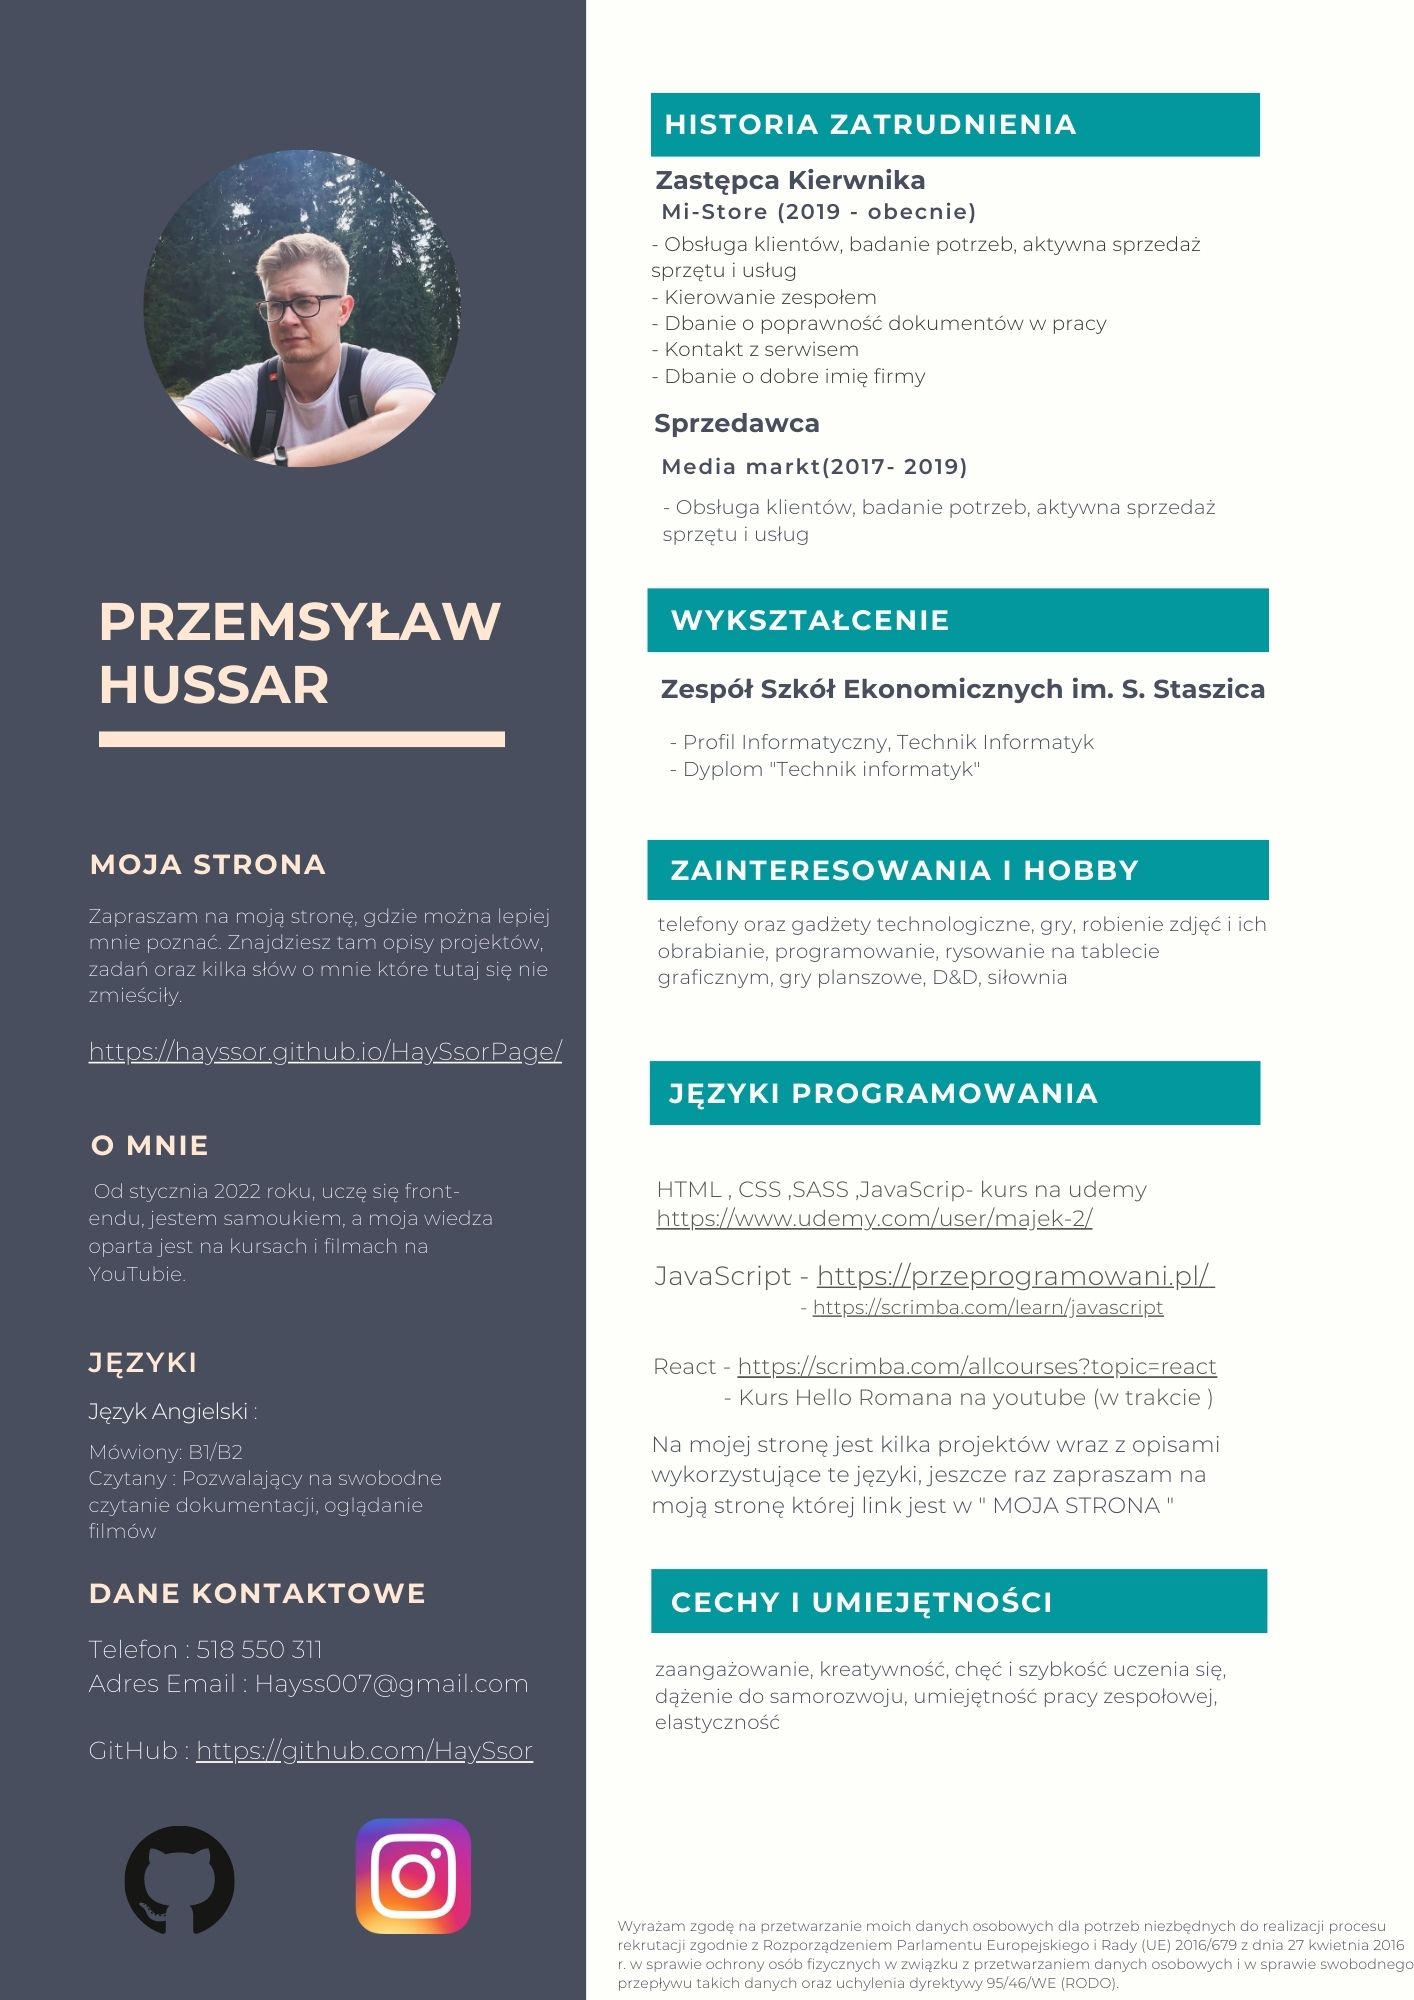 PRZEMSYŁAW
HUSSAR
MOJA STRONA
Zapraszam na moją stronę, gdzie można lepiej
mnie poznać. Znajdziesz tam opisy projektów,
zadań oraz kilka słów o mnie które tutaj się nie
zmieściły.
https://hayssor.github.io/HaySsorPage/
O MNIE
Od stycznia 2022 roku, uczę się front-
endu, jestem samoukiem, a moja wiedza
oparta jest na kursach i filmach na
YouTubie.
JĘZYKI
Język Angielski :
Mówiony: B1/B2
Czytany : Pozwalający na swobodne
czytanie dokumentacji, oglądanie
filmów
DANE KONTAKTOWE
Telefon : 518 550 311
Adres Email : Hayss007@gmail.com
GitHub : https://github.com/HaySsor
HISTORIA ZATRUDNIENIA
Zastępca Kierwnika
Mi-Store (2019 - obecnie)
- Obsługa klientów, badanie potrzeb, aktywna sprzedaż
sprzętu i usług
- Kierowanie zespołem
- Dbanie o poprawność dokumentów w pracy
- Kontakt z serwisem
- Dbanie o dobre imię firmy
Sprzedawca
Media markt(2017- 2019)
- Obsługa klientów, badanie potrzeb, aktywna sprzedaż
sprzętu i usług
WYKSZTAŁCENIE
Zespół Szkół Ekonomicznych im. S. Staszica
- Profil Informatyczny, Technik Informatyk
- Dyplom "Technik informatyk"
ZAINTERESOWANIA I HOBBY
telefony oraz gadżety technologiczne, gry, robienie zdjęć i ich
obrabianie, programowanie, rysowanie na tablecie
graficznym, gry planszowe, D&D, siłownia
JĘZYKI PROGRAMOWANIA
HTML , CSS ,SASS ,JavaScrip- kurs na udemy
https://www.udemy.com/user/majek-2/
JavaScript - https://przeprogramowani.pl/
- https://scrimba.com/learn/javascript
React - https://scrimba.com/allcourses?topic=react
- Kurs Hello Romana na youtube (w trakcie )
Na mojej stronę jest kilka projektów wraz z opisami
wykorzystujące te języki, jeszcze raz zapraszam na
moją stronę której link jest w " MOJA STRONA "
CECHY I UMIEJĘTNOŚCI
zaangażowanie, kreatywność, chęć i szybkość uczenia się,
dążenie do samorozwoju, umiejętność pracy zespołowej,
elastyczność
Wyrażam zgodę na przetwarzanie moich danych osobowych dla potrzeb niezbędnych do realizacji procesu
rekrutacji zgodnie z Rozporządzeniem Parlamentu Europejskiego i Rady (UE) 2016/679 z dnia 27 kwietnia 2016
r. w sprawie ochrony osób fizycznych w związku z przetwarzaniem danych osobowych i w sprawie swobodnego
przepływu takich danych oraz uchylenia dyrektywy 95/46/WE (RODO).